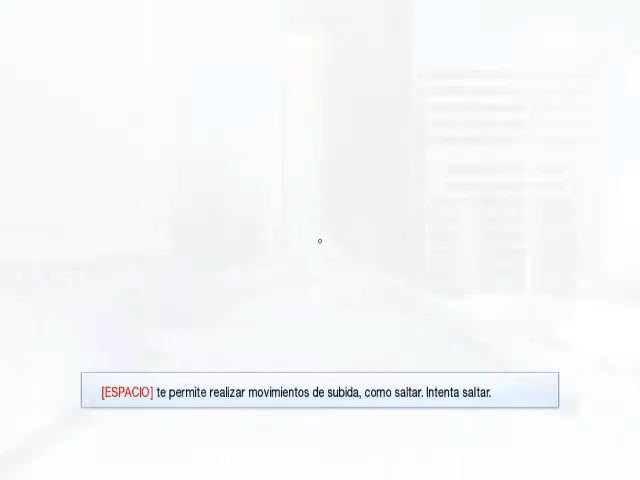 [ESPACIO] te permite realizar movimientos de subida, como saltar. Intenta saltar.